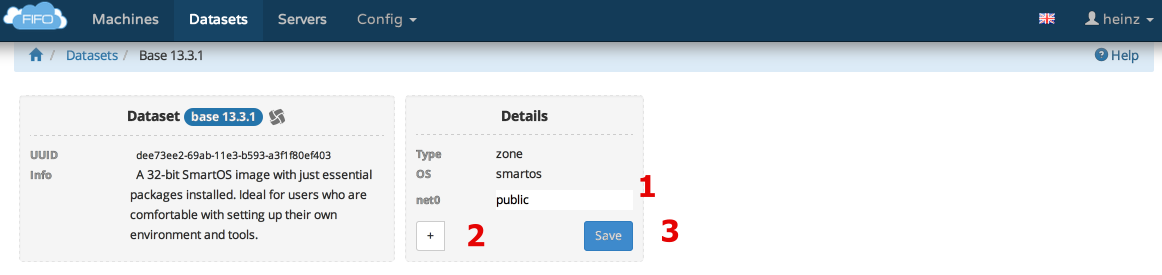 FIFO Machines Datasets Servers Config heinz
/ Datasets / Base 13.3.1 Help
Dataset base 13.3.1
UUID dee73ee2-69ab-11e3-b593-a3f1f80ef403
Info A 32-bit SmartOS image with just essential
packages installed. Ideal for users who are
comfortable with setting up their own
environment and tools.
Details
Type zone
OS smartos
net0 public 1
+ 2 Save 3